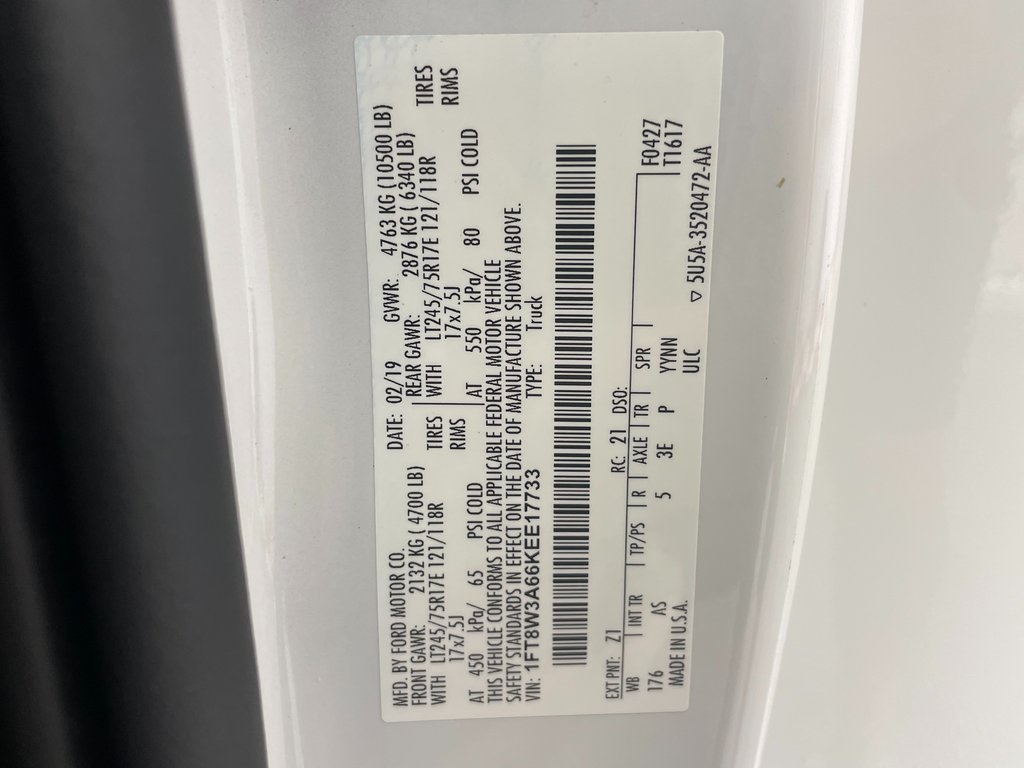 MFD. BY FORD MOTOR CO.
DATE: 02/19 GVWR: 4763 KG (10500 LB)
FRONT GAWR: 2132 KG ( 4700 LB) REAR GAWR: 2876 KG ( 6340 LB)
WITH LT245/75R17E 121/118R TIRES WITH LT245/75R17E 121/118R TIRES
17x7.5J RIMS 17x7.5J RIMS
AT 450 kPa/ 65 PSI COLD AT 550 kPa/ 80 PSI COLD
THIS VEHICLE CONFORMS TO ALL APPLICABLE FEDERAL MOTOR VEHICLE
SAFETY STANDARDS IN EFFECT ON THE DATE OF MANUFACTURE SHOWN ABOVE.
VIN: 1FT8W3A66KEE17733 TYPE: Truck
EXT PNT: Z1 RC: 21 DSO:
WB INT TR TP/PS R AXLE TR SPR F0427
176 AS 5 3E P YNNN T1617
MADE IN U.S.A. ULC
▽ 5U5A-3520472-AA